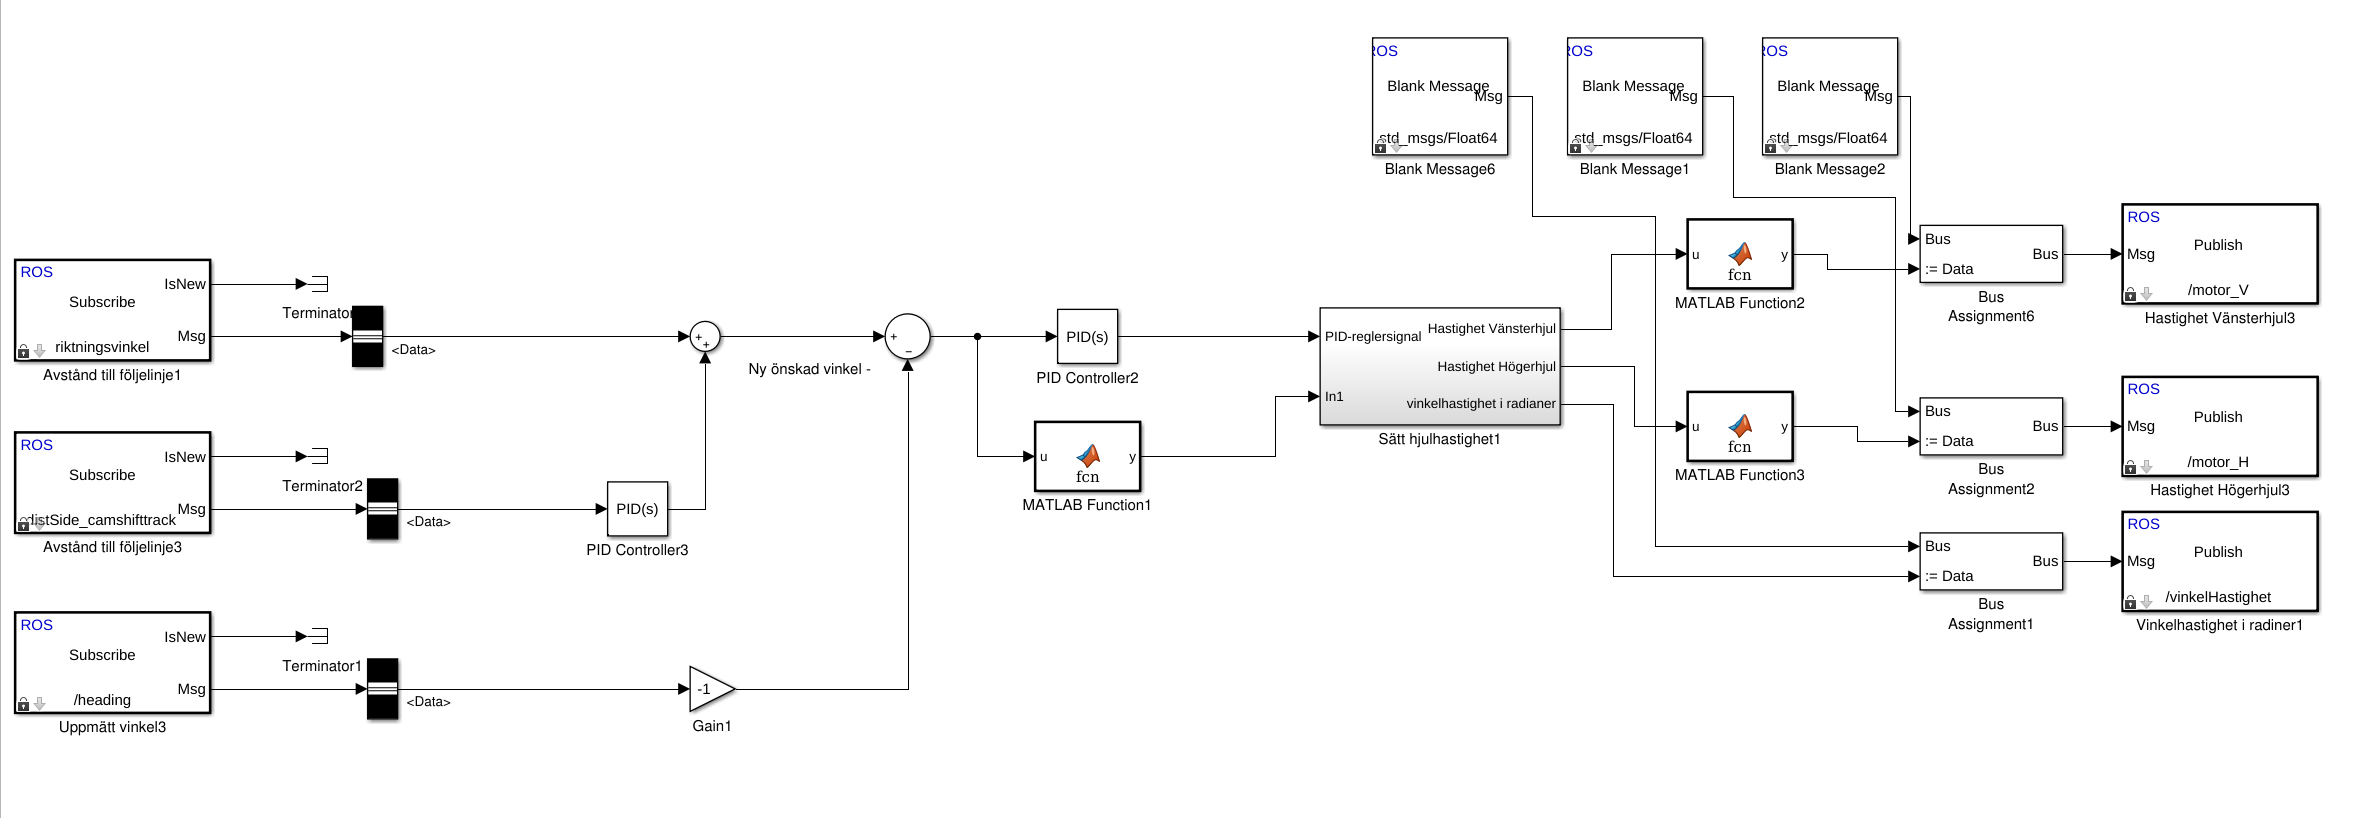 ROS
Blank Message
Msg
std_msgs/Float64
Blank Message6
ROS
Blank Message
Msg
std_msgs/Float64
Blank Message1
ROS
Blank Message
Msg
std_msgs/Float64
Blank Message2
ROS
IsNew
Subscribe
Msg
riktningsvinkel
Avstånd till följelinje1
Terminator
<Data>
ROS
IsNew
Subscribe
Msg
distSide_camshifttrack
Avstånd till följelinje3
Terminator2
<Data>
PID(s)
PID Controller3
ROS
IsNew
Subscribe
Msg
/heading
Uppmätt vinkel3
Terminator1
<Data>
-1
Gain1
+
+
Ny önskad vinkel -
+
−
PID(s)
PID Controller2
u
y
fcn
MATLAB Function1
PID-reglersignal
Hastighet Vänsterhjul
Hastighet Högerhjul
In1
vinkelhastighet i radianer
Sätt hjulhastighet1
u
y
fcn
MATLAB Function2
u
y
fcn
MATLAB Function3
Bus
Bus
:= Data
Bus
Assignment6
ROS
Publish
Msg
/motor_V
Hastighet Vänsterhjul3
Bus
Bus
:= Data
Bus
Assignment2
ROS
Publish
Msg
/motor_H
Hastighet Högerhjul3
Bus
Bus
:= Data
Bus
Assignment1
ROS
Publish
Msg
/vinkelHastighet
Vinkelhastighet i radiner1